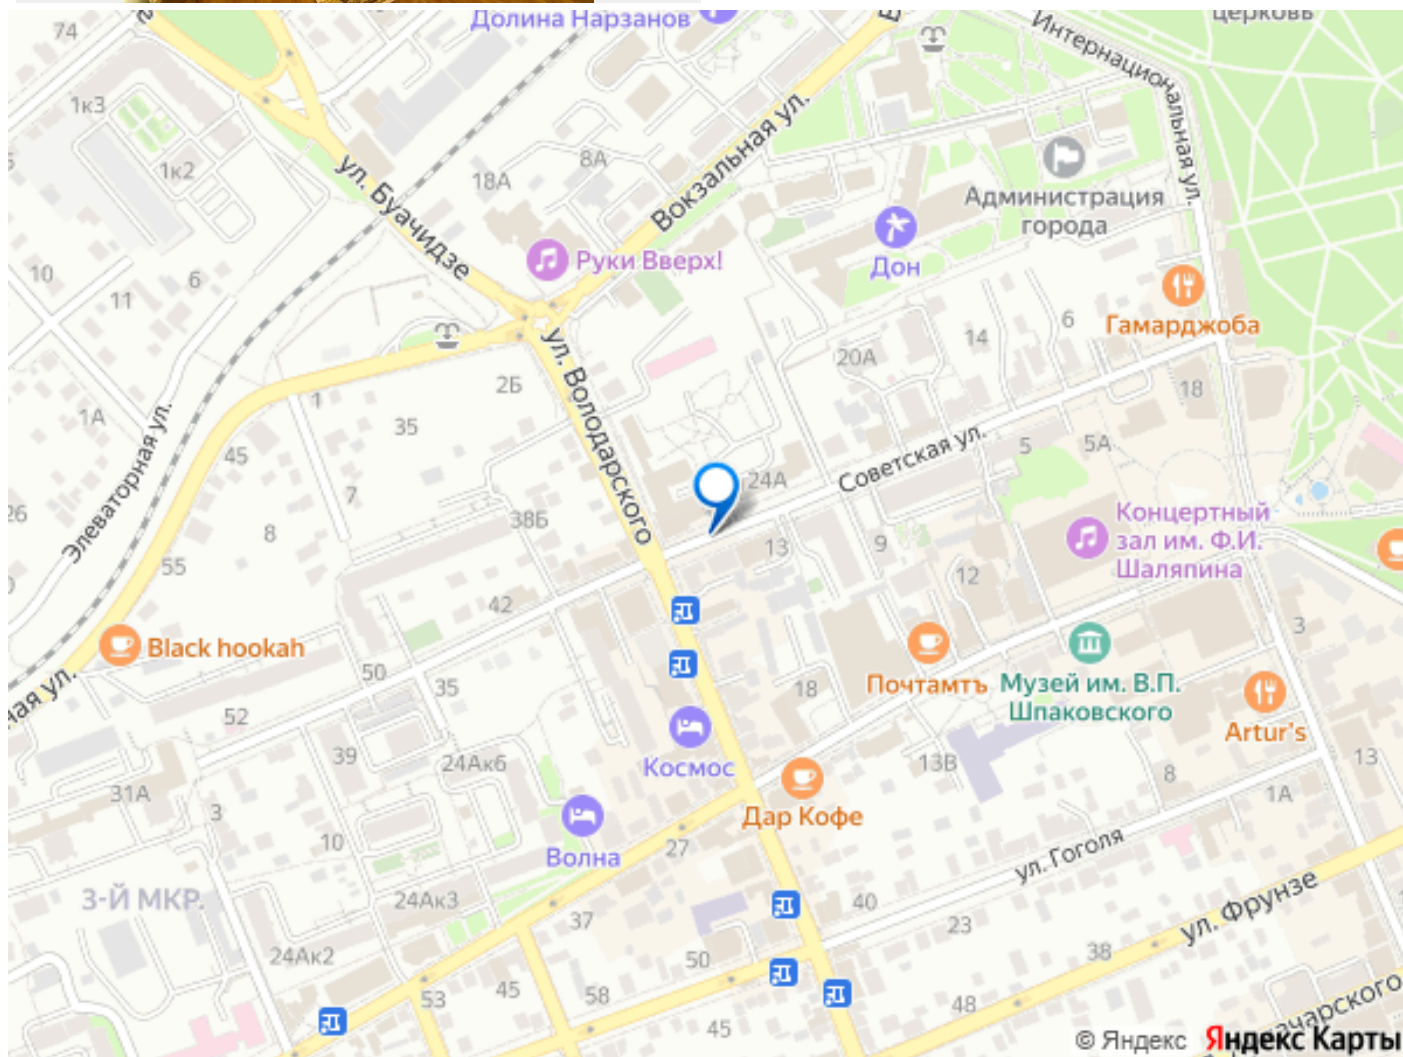 Долина Нарзанов
церковь
74
Интернациональная ул.
1к3
8А
1к2
18А
ул. Буачидзе
Вокзальная ул.
Администрация
города
Руки Вверх!
Дон
10
6
11
Гамарджоба
6
14
20А
2Б
1
18
1А
35
ул. Володарского
Советская ул.
5
5А
45
24А
Элеваторная ул.
7
38Б
Концертный
зал им. Ф.И.
Шаляпина
8
13
9
55
12
42
3
Black hookah
50
35
18
Почтамтъ
Музей им. В.П.
Шпаковского
52
Artur's
39
24Ак6
Космос
13В
13
31А
8
1А
3
Дар Кофе
10
Волна
27
ул. Гоголя
3-Й МКР.
24Ак3
37
40
23
ул. Фрунзе
24Ак2
50
38
53
45
58
48
45
© Яндекс Яндекс Карты